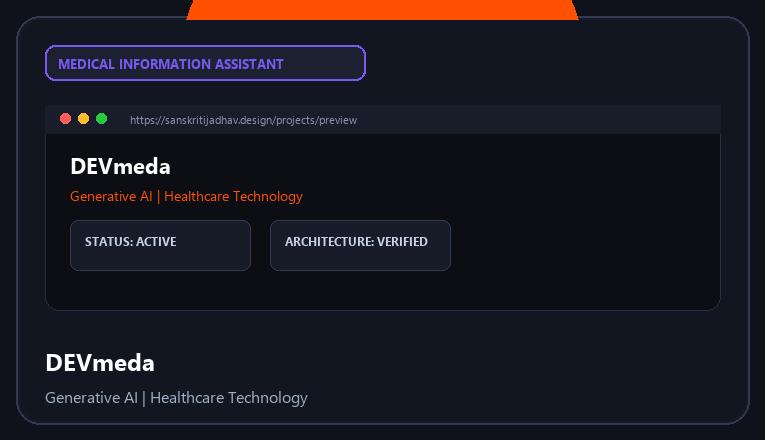 MEDICAL INFORMATION ASSISTANT
https://sanskritijadhav.design/projects/preview
DEVmeda
Generative AI | Healthcare Technology
STATUS: ACTIVE
ARCHITECTURE: VERIFIED
DEVmeda
Generative AI | Healthcare Technology